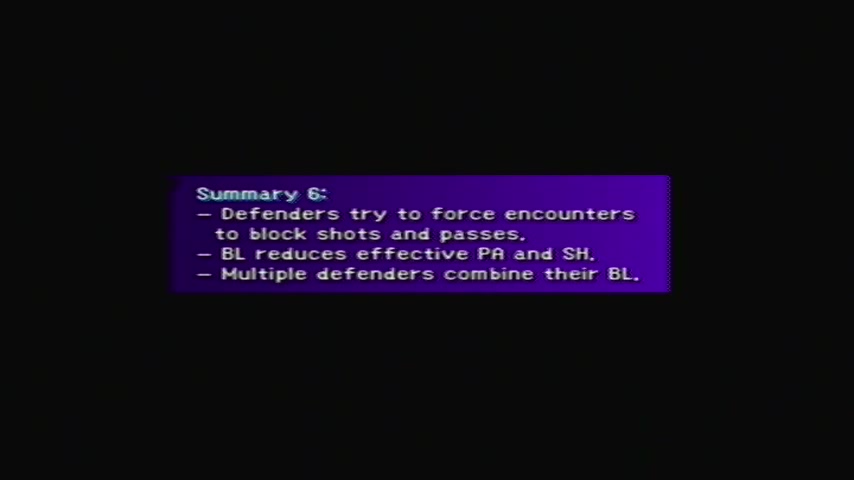 Summary 6:
– Defenders try to force encounters
to block shots and passes.
– BL reduces effective PA and SH.
– Multiple defenders combine their BL.